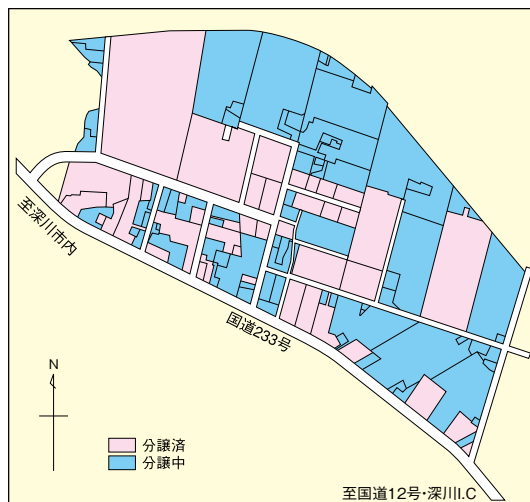 至深川市内
国道233号
N
分譲済
分譲中
至国道12号・深川I.C